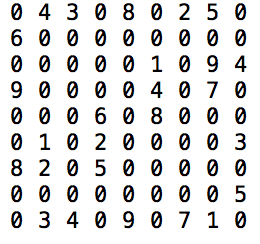 0 4 3 0 8 0 2 5 0
6 0 0 0 0 0 0 0 0
0 0 0 0 0 1 0 9 4
9 0 0 0 0 4 0 7 0
0 0 0 6 0 8 0 0 0
0 1 0 2 0 0 0 0 3
8 2 0 5 0 0 0 0 0
0 0 0 0 0 0 0 0 5
0 3 4 0 9 0 7 1 0